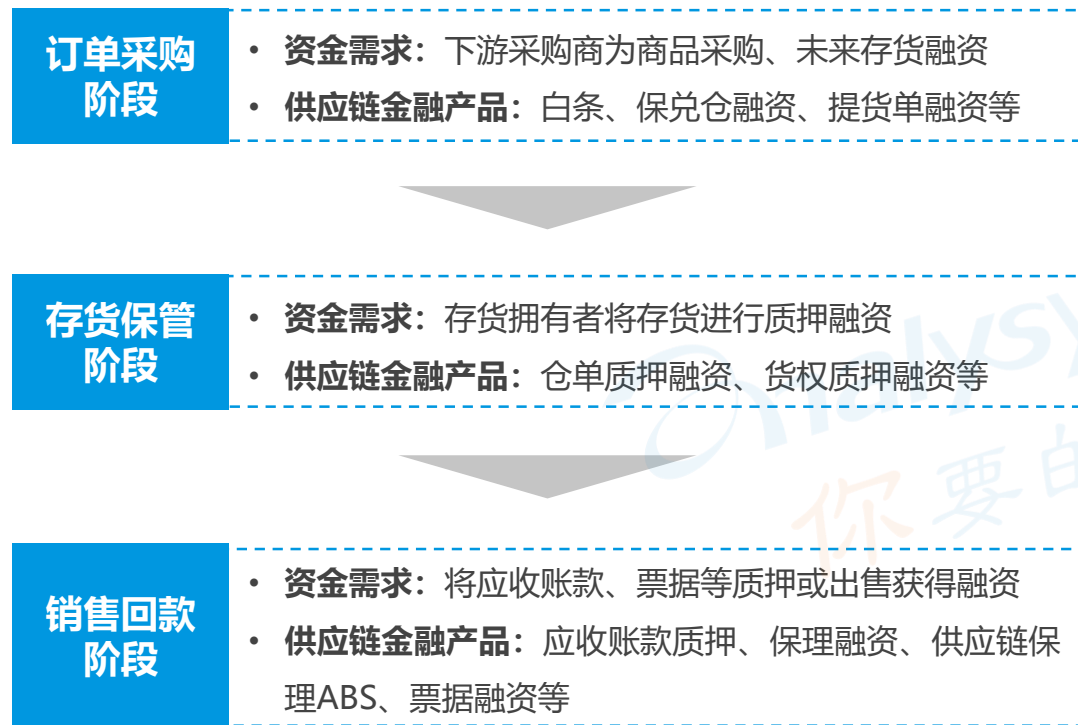 订单采购
阶段
• 资金需求：下游采购商为商品采购、未来存货融资
• 供应链金融产品：白条、保兑仓融资、提货单融资等
存货保管
阶段
• 资金需求：存货拥有者将存货进行质押融资
• 供应链金融产品：仓单质押融资、货权质押融资等
nalysy
你要的
销售回款
阶段
• 资金需求：将应收账款、票据等质押或出售获得融资
• 供应链金融产品：应收账款质押、保理融资、供应链保
理ABS、票据融资等